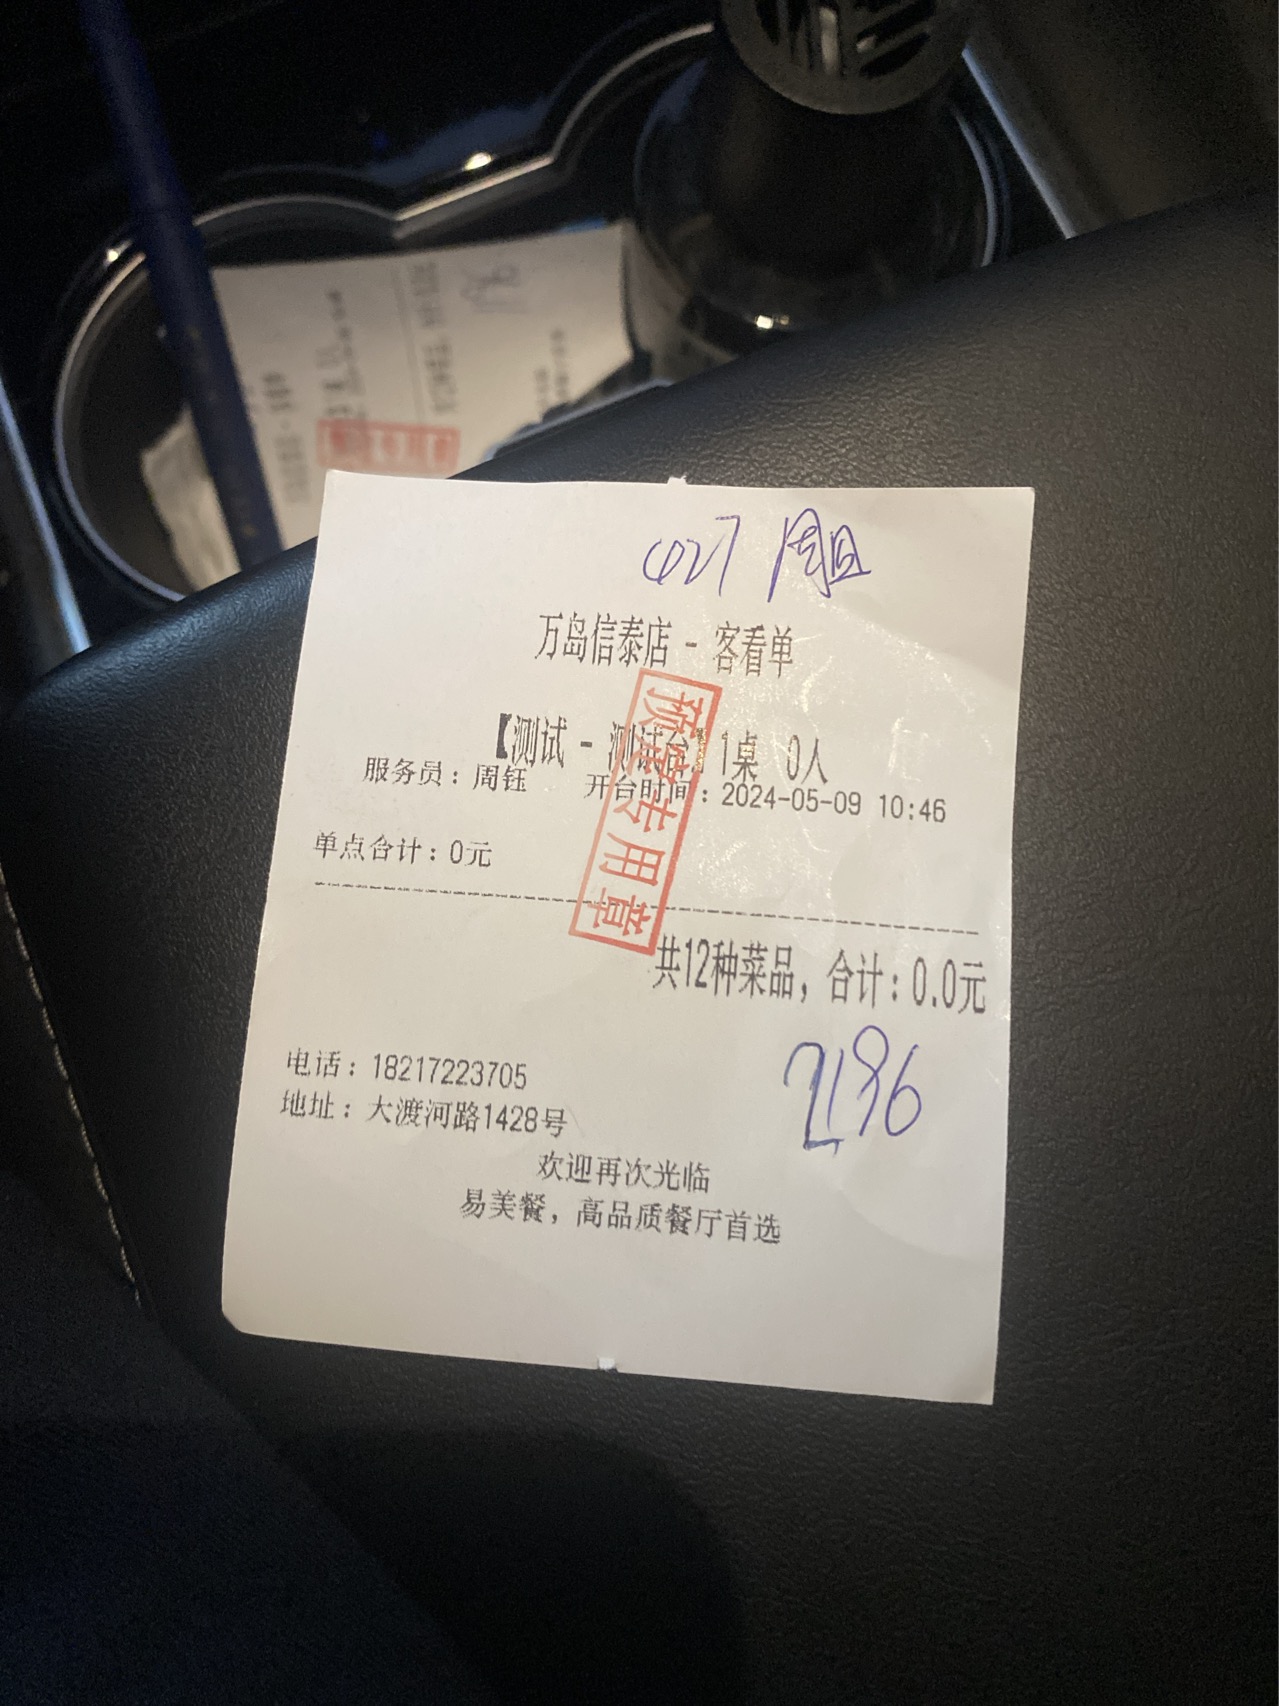 427 周旦
万岛信泰店 - 客看单
【测试 - 测试台】1桌 0人
服务员：周钰 开台时间：2024-05-09 10:46
预定专用章
单点合计：0元
共12种菜品，合计：0.0元
2196
电话：18217223705
地址：大渡河路1428号
欢迎再次光临
易美餐，高品质餐厅首选